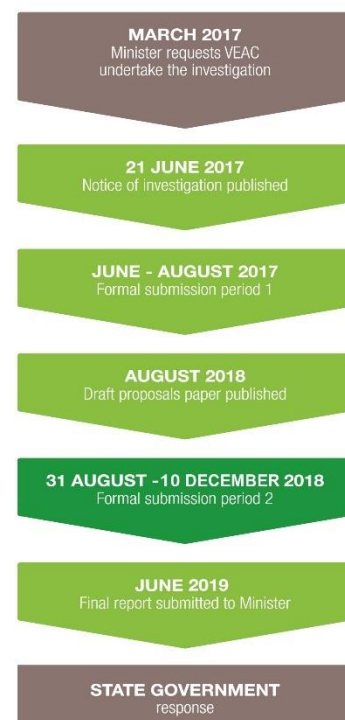 MARCH 2017
Minister requests VEAC
undertake the investigation
21 JUNE 2017
Notice of investigation published
JUNE - AUGUST 2017
Formal submission period 1
AUGUST 2018
Draft proposals paper published
31 AUGUST -10 DECEMBER 2018
Formal submission period 2
JUNE 2019
Final report submitted to Minister
STATE GOVERNMENT
response